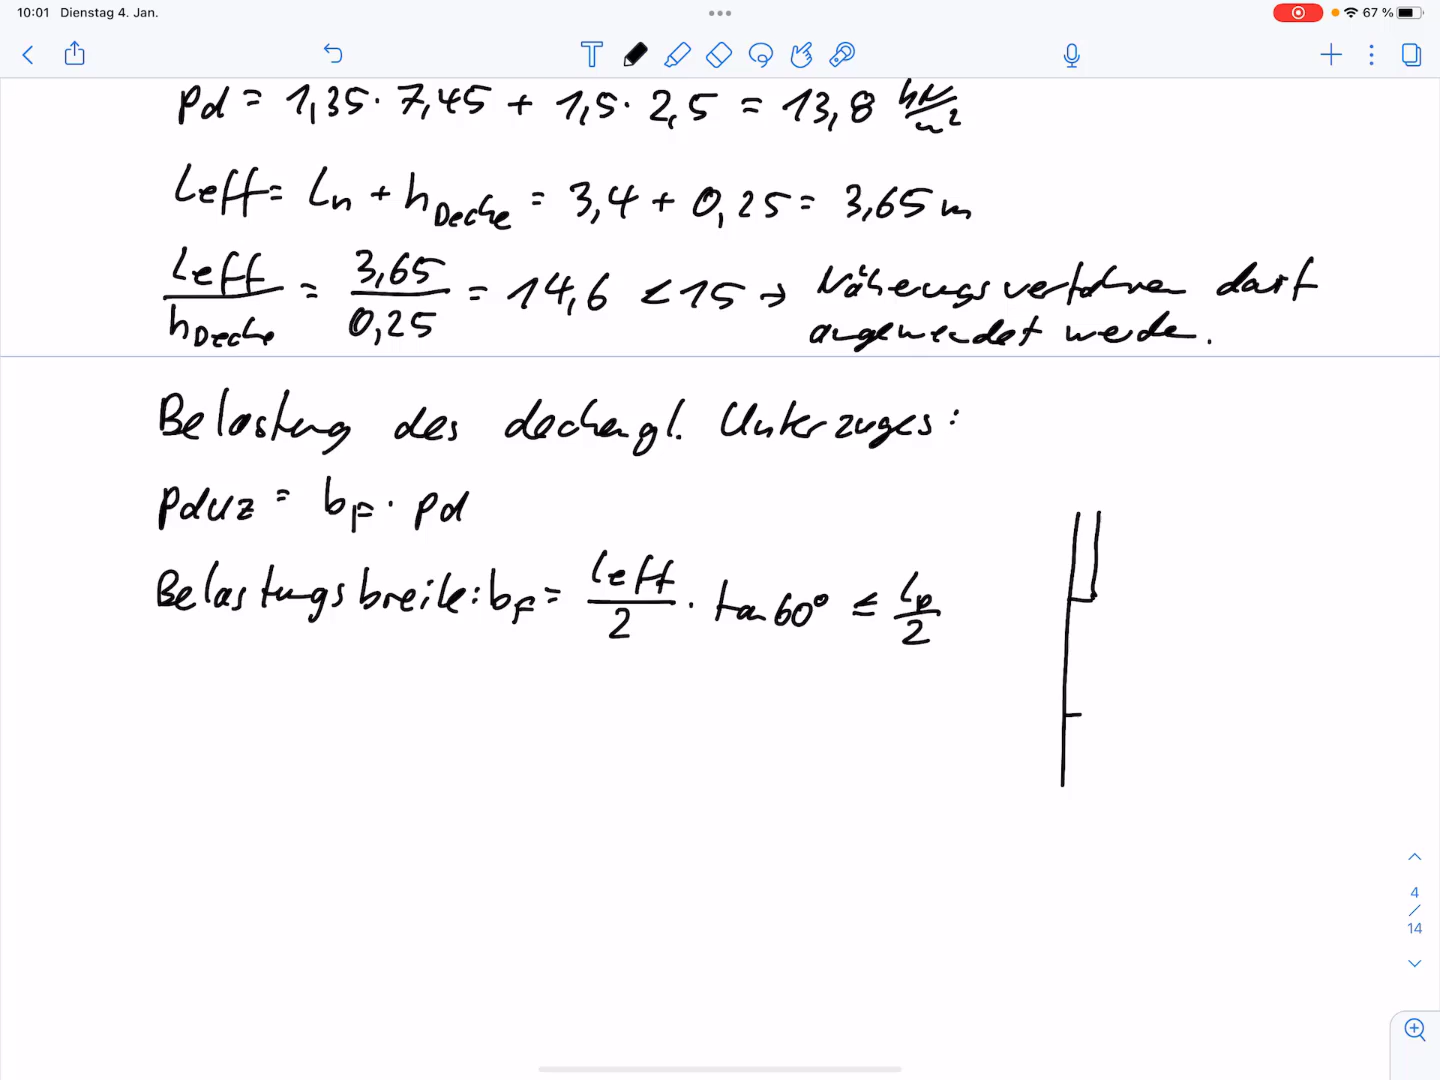 10:01 Dienstag 4. Jan.
67 %
pd = 1,35 · 7,45 + 1,5 · 2,5 = 13,8 kN/m²
Leff = Ln + hDecke = 3,4 + 0,25 = 3,65 m
Leff/hDecke = 3,65/0,25 = 14,6 < 15 → Näherungsverfahren darf
angewendet werden.
Belastung des deckengl. Unterzuges:
pduz = bF · pd
Belastungsbreite: bF = Leff/2 · tan 60° ≤ Lp/2
4
/
14